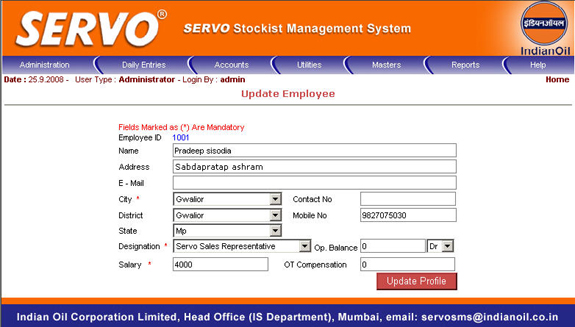 SERVO®
SERVO Stockist Management System
इंडियनऑयल
IndianOil
Administration Daily Entries Accounts Utilities Masters Reports Help
Date : 25.9.2008 - User Type : Administrator - Login By : admin Home
Update Employee
Fields Marked as (*) Are Mandatory
Employee ID 1001
Name Pradeep sisodia
Address Sabdapratap ashram
E - Mail
City * Gwalior Contact No
District Gwalior Mobile No 9827075030
State Mp
Designation * Servo Sales Representative Op. Balance 0 Dr
Salary * 4000 OT Compensation 0
Update Profile
Indian Oil Corporation Limited, Head Office (IS Department), Mumbai, email: servosms@indianoil.co.in